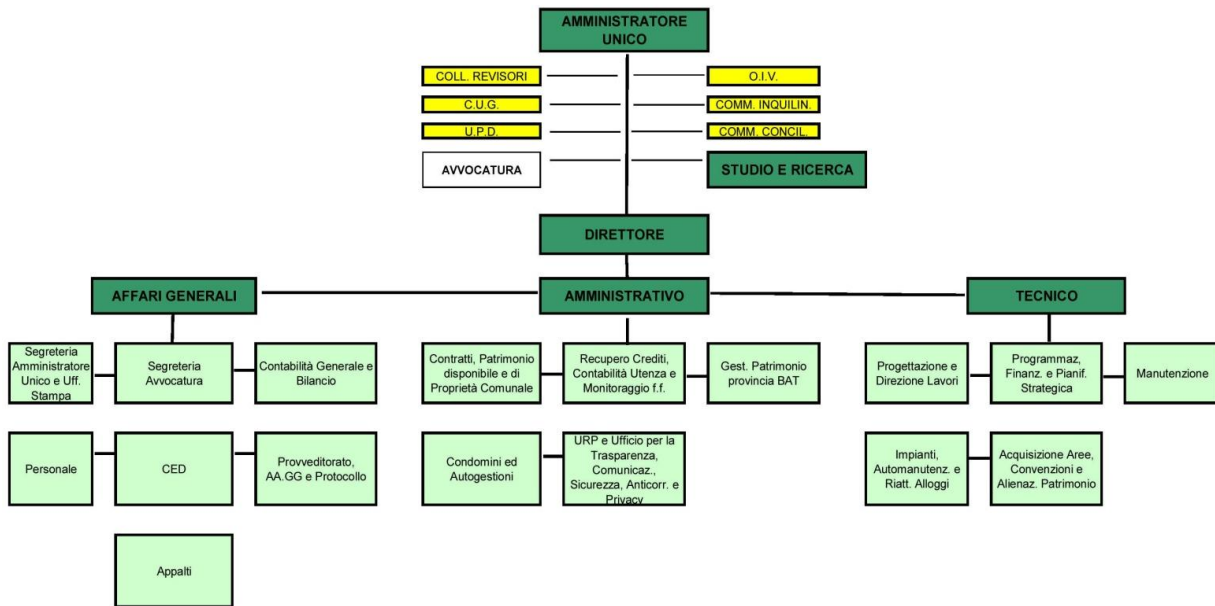 AMMINISTRATORE
UNICO
COLL. REVISORI
O.I.V.
C.U.G.
COMM. INQUILIN.
U.P.D.
COMM. CONCIL.
AVVOCATURA
STUDIO E RICERCA
DIRETTORE
AFFARI GENERALI
AMMINISTRATIVO
TECNICO
Segreteria
Amministratore
Unico e Uff.
Stampa
Segreteria
Avvocatura
Contabilità Generale e
Bilancio
Contratti, Patrimonio
disponibile e di
Proprietà Comunale
Recupero Crediti,
Contabilità Utenza e
Monitoraggio f.f.
Gest. Patrimonio
provincia BAT
Progettazione e
Direzione Lavori
Programmaz,
Finanz. e Pianif.
Strategica
Manutenzione
Personale
CED
Provveditorato,
AA.GG e Protocollo
Condomini ed
Autogestioni
URP e Ufficio per la
Trasparenza,
Comunicaz.,
Sicurezza, Anticorr. e
Privacy
Impianti,
Automanutenz. e
Riatt. Alloggi
Acquisizione Aree,
Convenzioni e
Alienaz. Patrimonio
Appalti